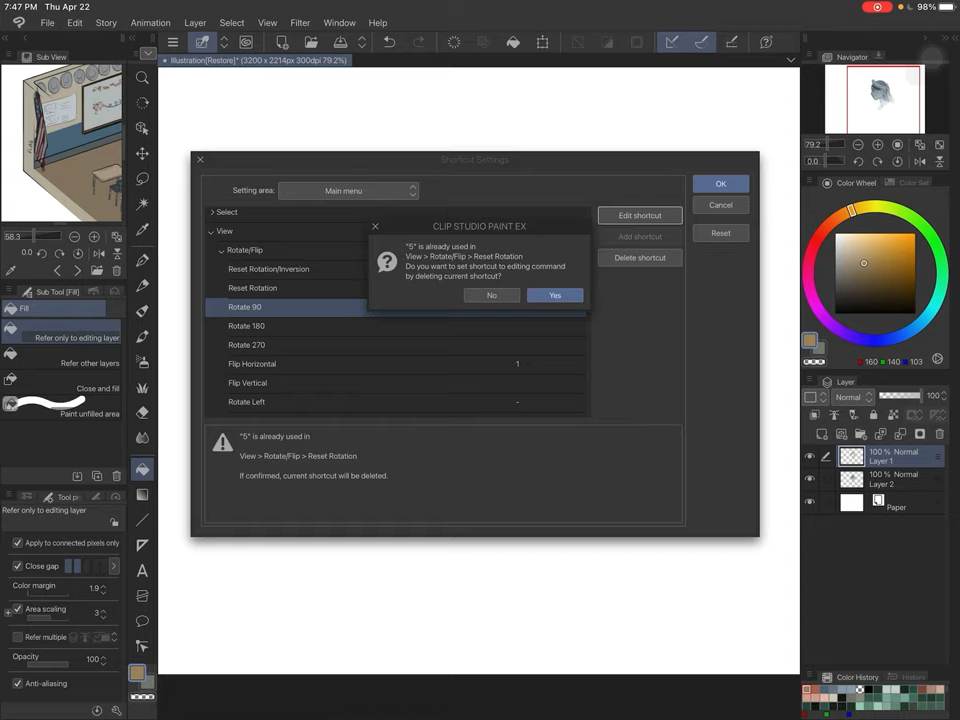 7:47 PM Thu Apr 22
98%
File Edit Story Animation Layer Select View Filter Window Help
Sub View
Illustration[Restore]* (3200 x 2214px 300dpi 79.2%)
Navigator
58.3
0.0
Sub Tool [Fill]
Fill
Refer only to editing layer
Refer other layers
Close and fill
Paint unfilled area
Tool pr
Refer only to editing layer
Apply to connected pixels only
Close gap
Color margin 1.9
Area scaling 3
Refer multiple
Opacity 100
Anti-aliasing
Shortcut Settings
Setting area: Main menu
Select
View
Rotate/Flip
Reset Rotation/Inversion
Reset Rotation
Rotate 90
Rotate 180
Rotate 270
Flip Horizontal 1
Flip Vertical
Rotate Left -
OK
Cancel
Reset
Edit shortcut
Add shortcut
Delete shortcut
CLIP STUDIO PAINT EX
"5" is already used in
View > Rotate/Flip > Reset Rotation
Do you want to set shortcut to editing command
by deleting current shortcut?
No Yes
"5" is already used in
View > Rotate/Flip > Reset Rotation
If confirmed, current shortcut will be deleted.
79.2
0.0
Color Wheel Color Set
160 140 103
Layer
Normal 100
100 % Normal
Layer 1
100 % Normal
Layer 2
Paper
Color History History